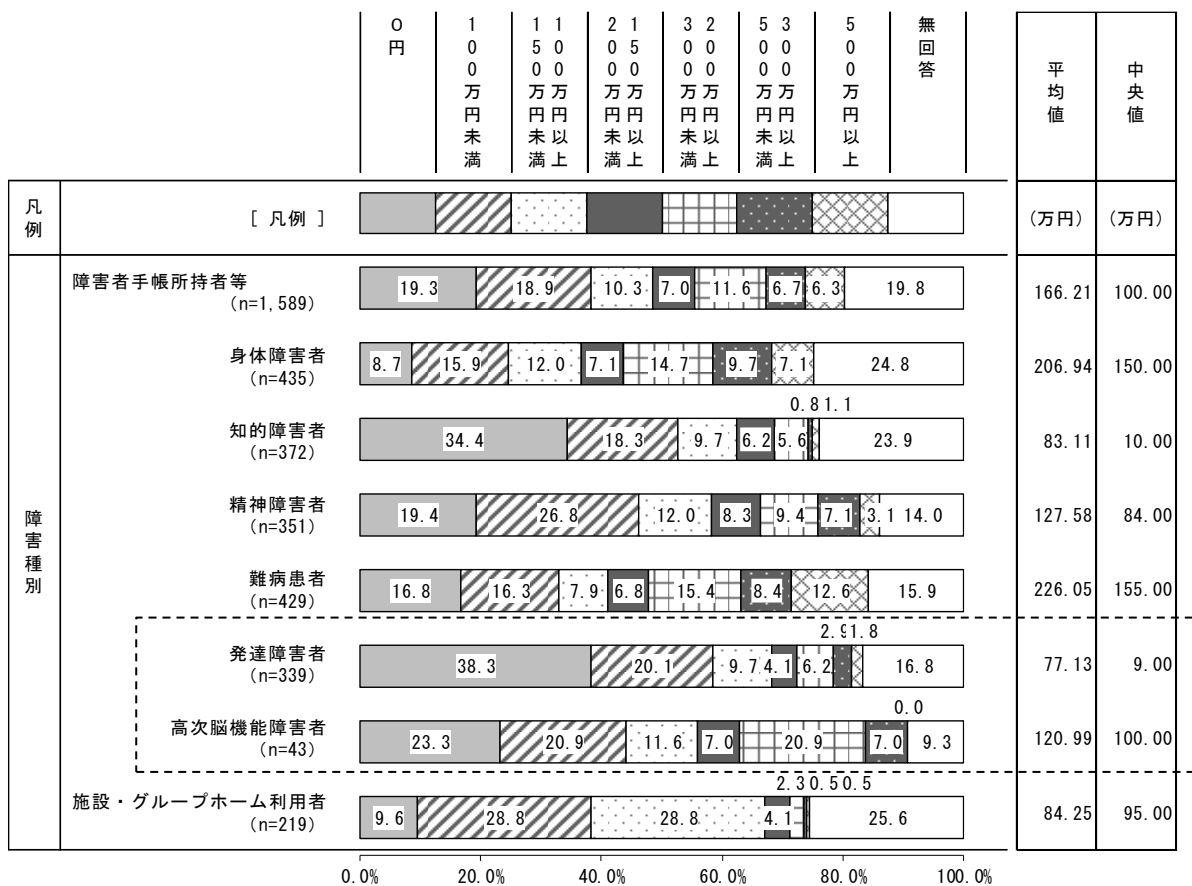 0円
100万円未満
100万円以上
150万円未満
150万円以上
200万円未満
200万円以上
300万円未満
300万円以上
500万円未満
500万円以上
無回答
平均値
中央値
凡例
[ 凡例 ]
(万円)
(万円)
障害種別
障害者手帳所持者等
(n=1,589)
19.3 18.9 10.3 7.0 11.6 6.7 6.3 19.8
166.21 100.00
身体障害者
(n=435)
8.7 15.9 12.0 7.1 14.7 9.7 7.1 24.8
206.94 150.00
0.8 1.1
知的障害者
(n=372)
34.4 18.3 9.7 6.2 5.6 23.9
83.11 10.00
精神障害者
(n=351)
19.4 26.8 12.0 8.3 9.4 7.1 3.1 14.0
127.58 84.00
難病患者
(n=429)
16.8 16.3 7.9 6.8 15.4 8.4 12.6 15.9
226.05 155.00
2.9 1.8
発達障害者
(n=339)
38.3 20.1 9.7 4.1 6.2 16.8
77.13 9.00
0.0
高次脳機能障害者
(n=43)
23.3 20.9 11.6 7.0 20.9 7.0 9.3
120.99 100.00
2.3 0.5 0.5
施設・グループホーム利用者
(n=219)
9.6 28.8 28.8 4.1 25.6
84.25 95.00
0.0% 20.0% 40.0% 60.0% 80.0% 100.0%